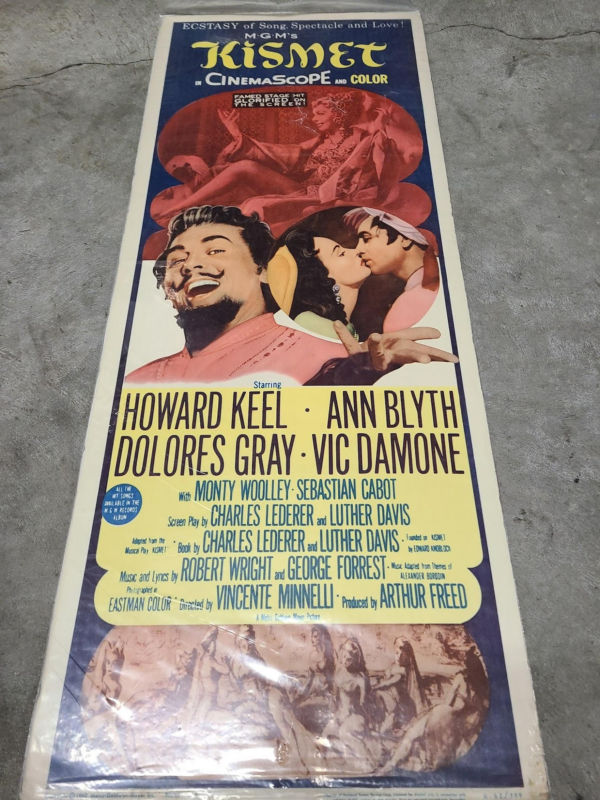 ECSTASY of Song, Spectacle and Love!
M-G-M's
KISMET
IN CINEMASCOPE AND COLOR
FAMED STAGE HIT
GLORIFIED ON
THE SCREEN!
Starring
HOWARD KEEL · ANN BLYTH
DOLORES GRAY · VIC DAMONE
With MONTY WOOLLEY · SEBASTIAN CABOT
ALL THE
HIT SONGS
AVAILABLE IN THE
M G M RECORDS
ALBUM
Screen Play by CHARLES LEDERER and LUTHER DAVIS
Adapted from the
Musical Play KISMET
Book by CHARLES LEDERER and LUTHER DAVIS ·
Founded on KISMET
by EDWARD KNOBLOCK
Music and Lyrics by ROBERT WRIGHT and GEORGE FORREST ·
Music Adapted from Themes of
ALEXANDER BORODIN
Photographed in
EASTMAN COLOR · Directed by VINCENTE MINNELLI · Produced by ARTHUR FREED